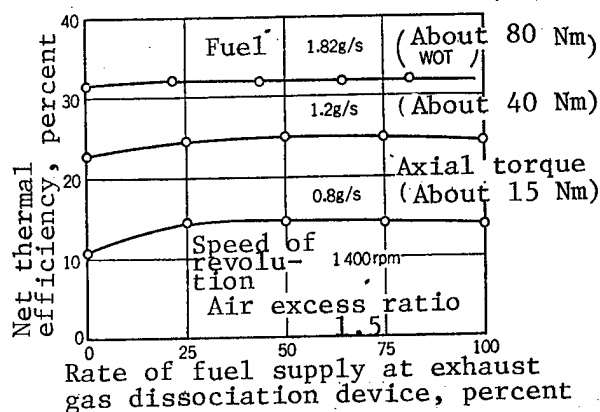 40
Fuel 1.82g/s (About 80 Nm)
WOT
30
1.2g/s (About 40 Nm)
20
Axial torque
0.8g/s (About 15 Nm)
Speed of
revolu- 1400rpm
tion
10
Air excess ratio
1.5
0
0 25 50 75 100
Net thermal
efficiency, percent
Rate of fuel supply at exhaust
gas dissociation device, percent